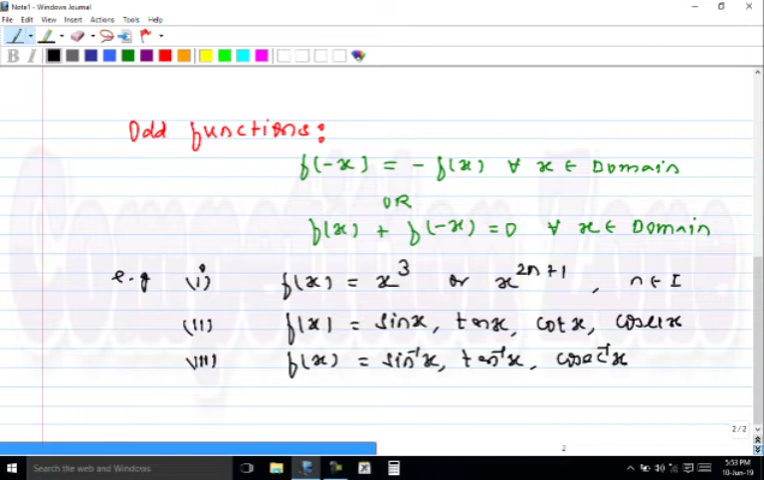 Note1 - Windows Journal
File Edit View Insert Actions Tools Help
B I
Odd functions:
f(-x) = - f(x) ∀ x ∈ Domain
OR
f(x) + f(-x) = 0 ∀ x ∈ Domain
e.g (i) f(x) = x³ or x²ⁿ⁺¹, n ∈ I
(ii) f(x) = sinx, tanx, cotx, cosecx
(iii) f(x) = sin⁻¹x, tan⁻¹x, cosec⁻¹x
2 / 2
2
Search the web and Windows
5:53 PM
10-Jun-19